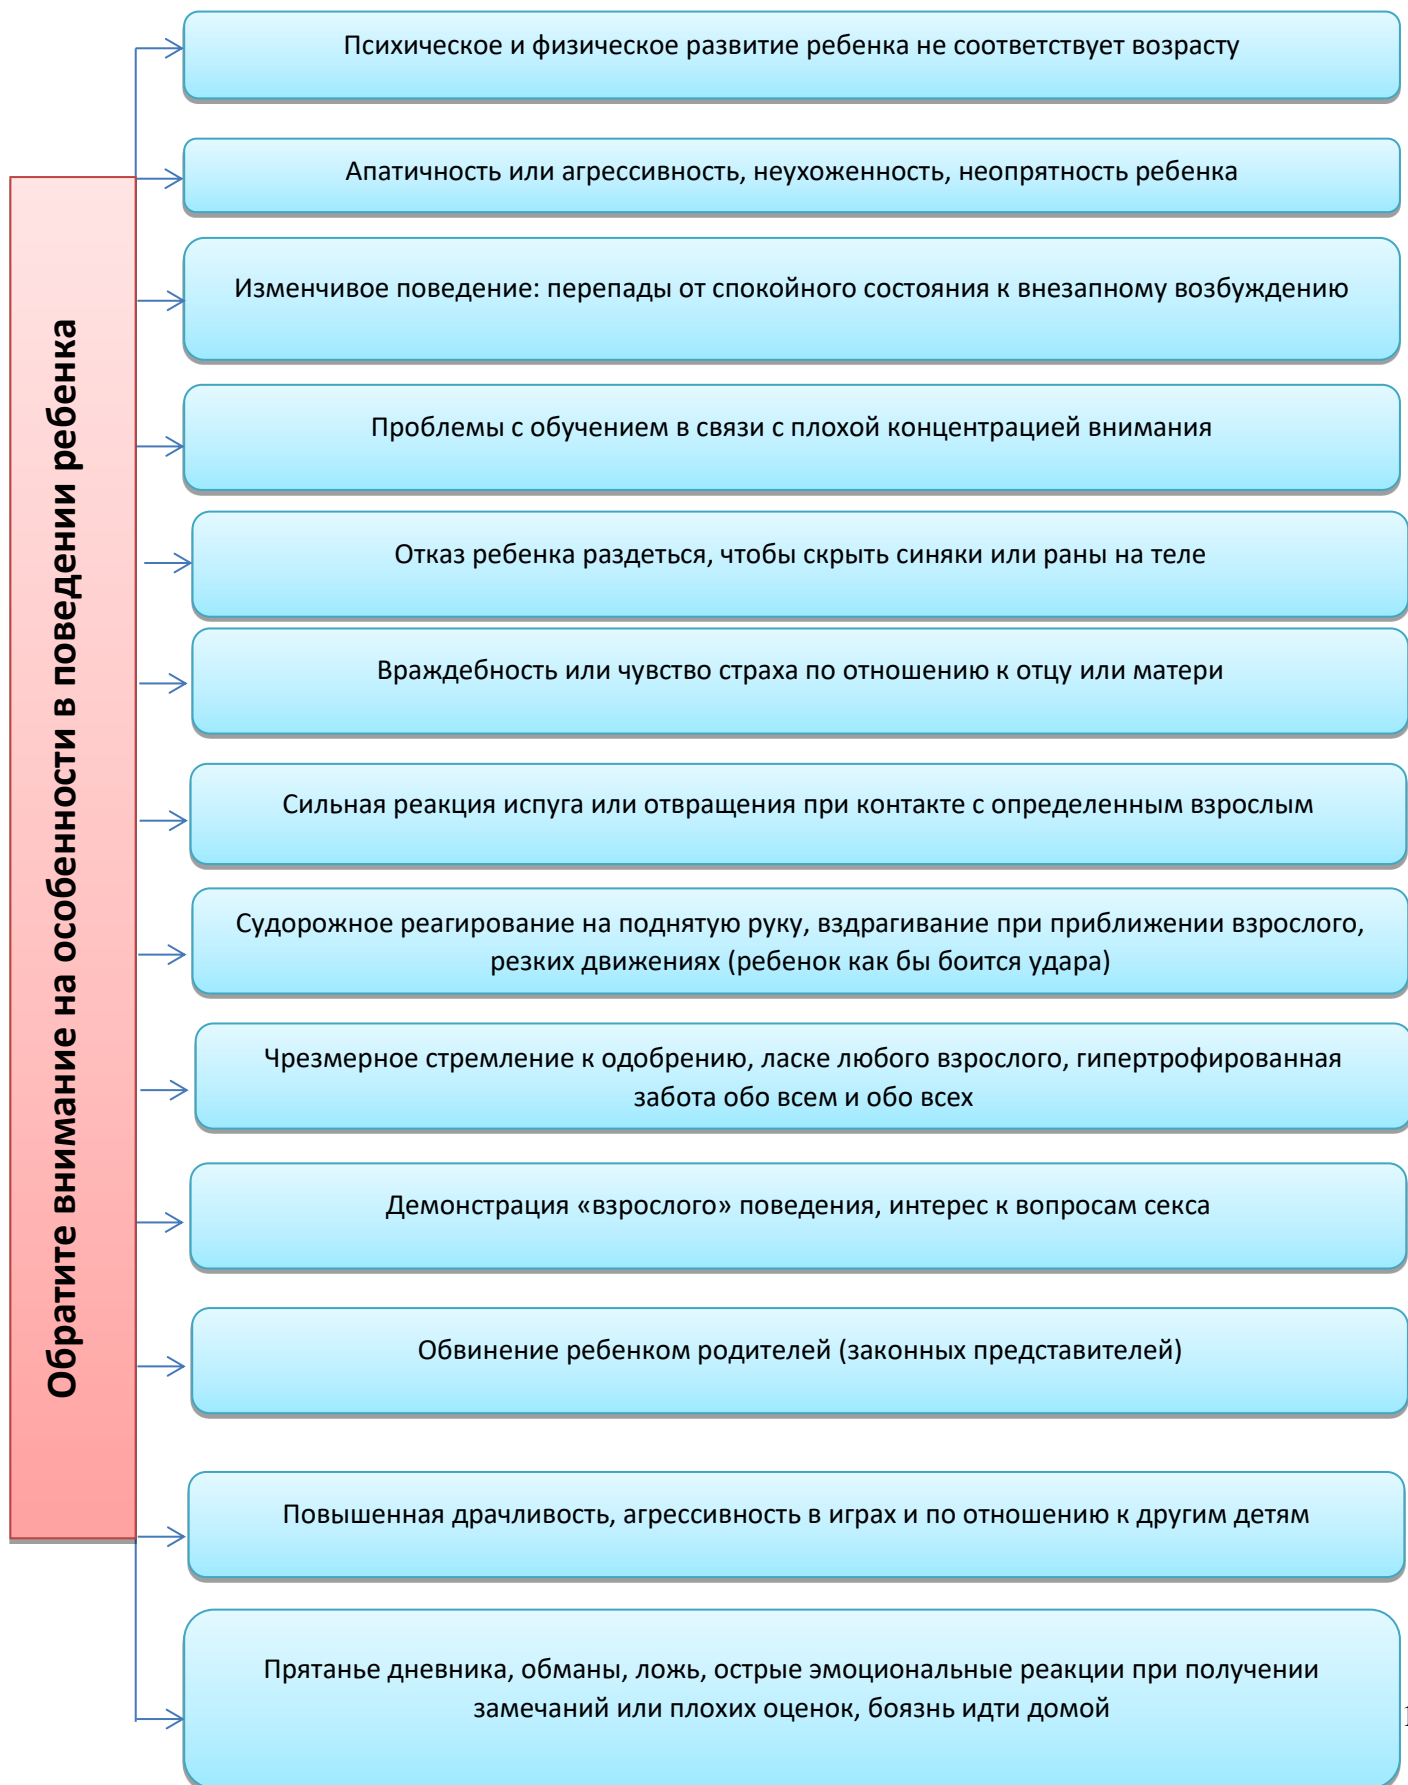 Обратите внимание на особенности в поведении ребенка
Психическое и физическое развитие ребенка не соответствует возрасту
Апатичность или агрессивность, неухоженность, неопрятность ребенка
Изменчивое поведение: перепады от спокойного состояния к внезапному возбуждению
Проблемы с обучением в связи с плохой концентрацией внимания
Отказ ребенка раздеться, чтобы скрыть синяки или раны на теле
Враждебность или чувство страха по отношению к отцу или матери
Сильная реакция испуга или отвращения при контакте с определенным взрослым
Судорожное реагирование на поднятую руку, вздрагивание при приближении взрослого,
резких движениях (ребенок как бы боится удара)
Чрезмерное стремление к одобрению, ласке любого взрослого, гипертрофированная
забота обо всем и обо всех
Демонстрация «взрослого» поведения, интерес к вопросам секса
Обвинение ребенком родителей (законных представителей)
Повышенная драчливость, агрессивность в играх и по отношению к другим детям
Прятанье дневника, обманы, ложь, острые эмоциональные реакции при получении
замечаний или плохих оценок, боязнь идти домой